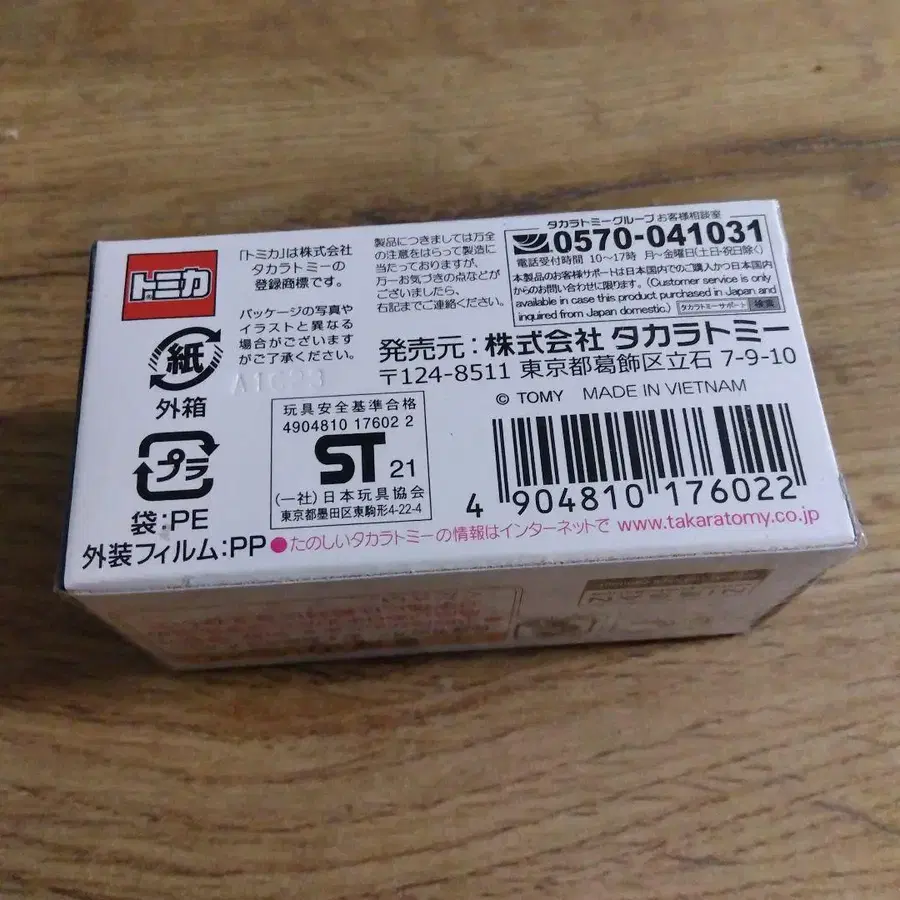 トミカ
「トミカ」は株式会社
タカラトミーの
登録商標です。
パッケージの写真や
イラストと異なる
場合がございます
がご了承ください。
製品につきましては万全
の注意をはらって製造に
当たっておりますが、
万一お気づきの点などが
ございましたら、
右記までご連絡ください。
タカラトミーグループ お客様相談室
0570-041031
電話受付時間 10〜17時 月〜金曜日(土日・祝日除く)
本製品のお客様サポートは日本国内でのご購入かつ日本国内
からのお問い合わせに限ります。(Customer service is only
available in case this product purchased in Japan and
inquired from Japan domestic.) タカラトミーサポート 検索
発売元:株式会社 タカラトミー
〒124-8511 東京都葛飾区立石 7-9-10
© TOMY MADE IN VIETNAM
紙
外箱
A1623
プラ
袋:PE
外装フィルム:PP
玩具安全基準合格
4904810 17602 2
ST 21
(一社)日本玩具協会
東京都墨田区東駒形4-22-4
4 904810 176022
●たのしいタカラトミーの情報はインターネットで www.takaratomy.co.jp